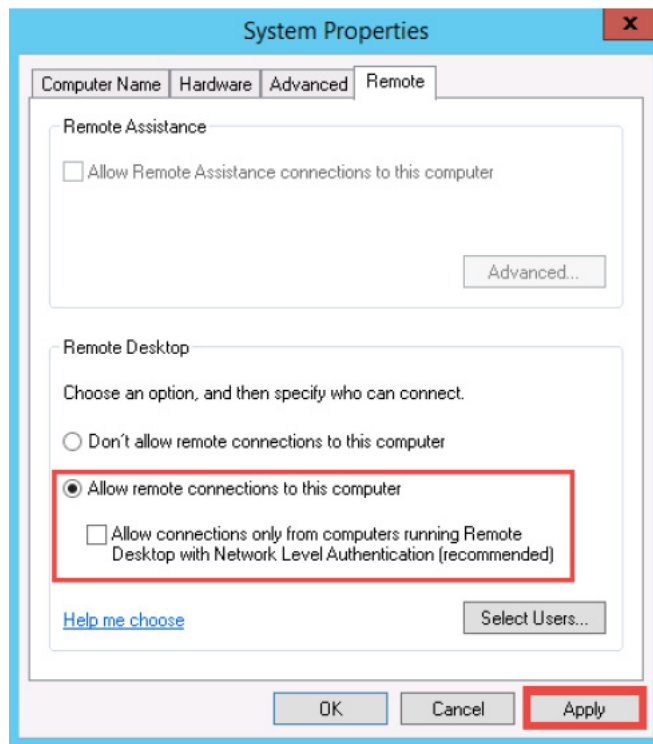 System Properties
x
Computer Name Hardware Advanced Remote
Remote Assistance
Allow Remote Assistance connections to this computer
Advanced...
Remote Desktop
Choose an option, and then specify who can connect.
Don't allow remote connections to this computer
Allow remote connections to this computer
Allow connections only from computers running Remote
Desktop with Network Level Authentication (recommended)
Help me choose
Select Users...
OK Cancel Apply